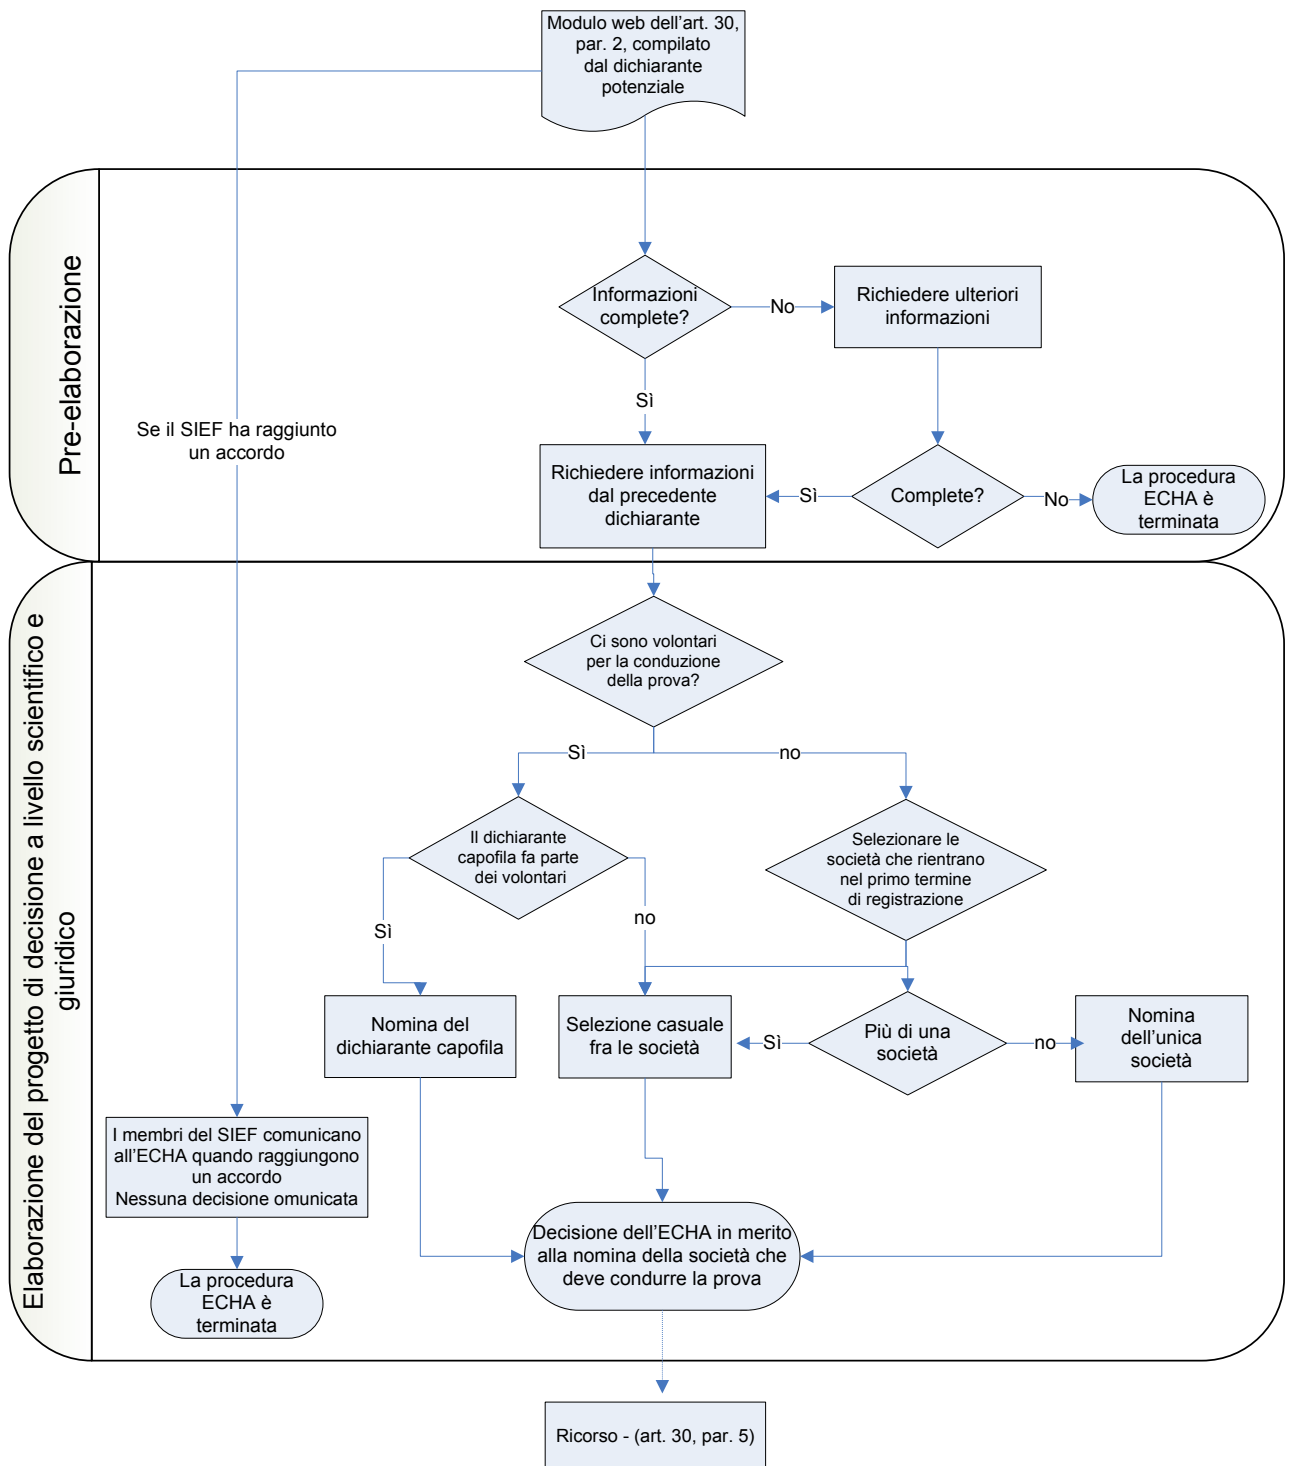 Modulo web dell'art. 30,
par. 2, compilato
dal dichiarante
potenziale
Pre-elaborazione
Informazioni
complete?
No
Richiedere ulteriori
informazioni
Sì
Se il SIEF ha raggiunto
un accordo
Richiedere informazioni
dal precedente
dichiarante
Sì
Complete?
No
La procedura
ECHA è
terminata
Elaborazione del progetto di decisione a livello scientifico e
giuridico
Ci sono volontari
per la conduzione
della prova?
Sì
no
Il dichiarante
capofila fa parte
dei volontari
Selezionare le
società che rientrano
nel primo termine
di registrazione
Sì
no
Nomina del
dichiarante capofila
Selezione casuale
fra le società
Sì
Più di una
società
no
Nomina
dell'unica
società
I membri del SIEF comunicano
all'ECHA quando raggiungono
un accordo
Nessuna decisione omunicata
Decisione dell'ECHA in merito
alla nomina della società che
deve condurre la prova
La procedura
ECHA è
terminata
Ricorso - (art. 30, par. 5)